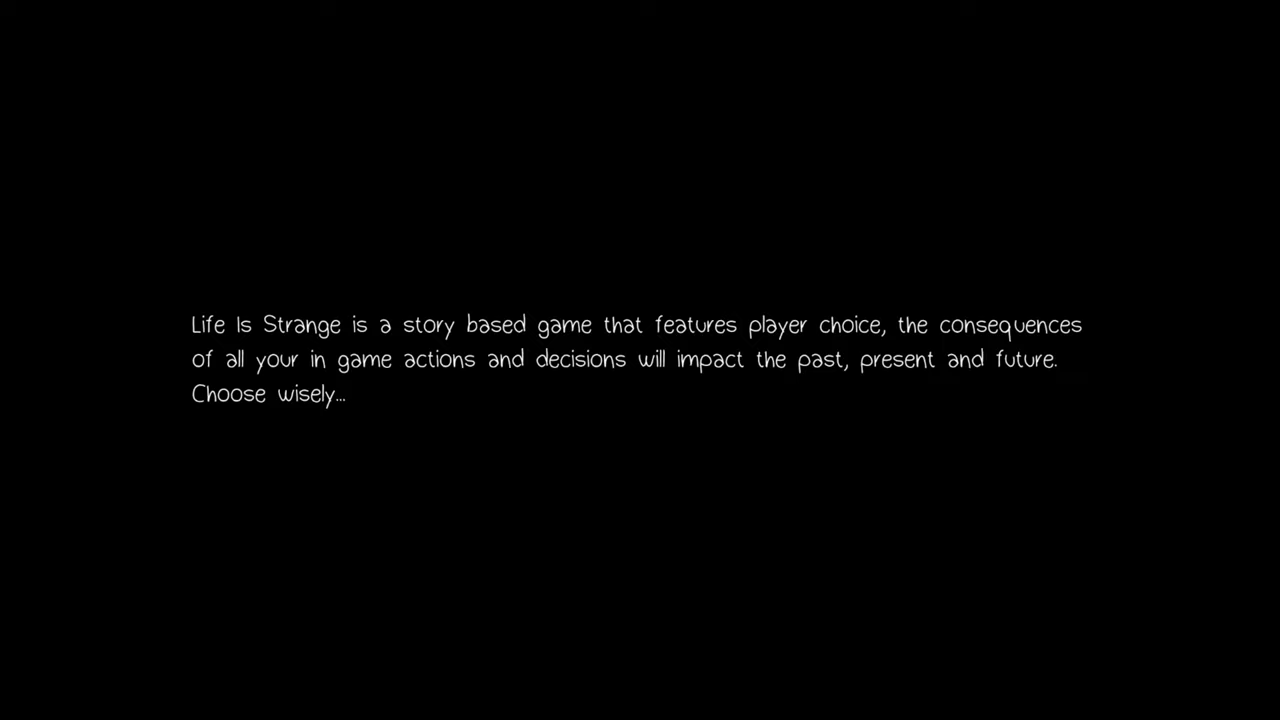 Life Is Strange is a story based game that features player choice, the consequences
of all your in game actions and decisions will impact the past, present and future.
Choose wisely...